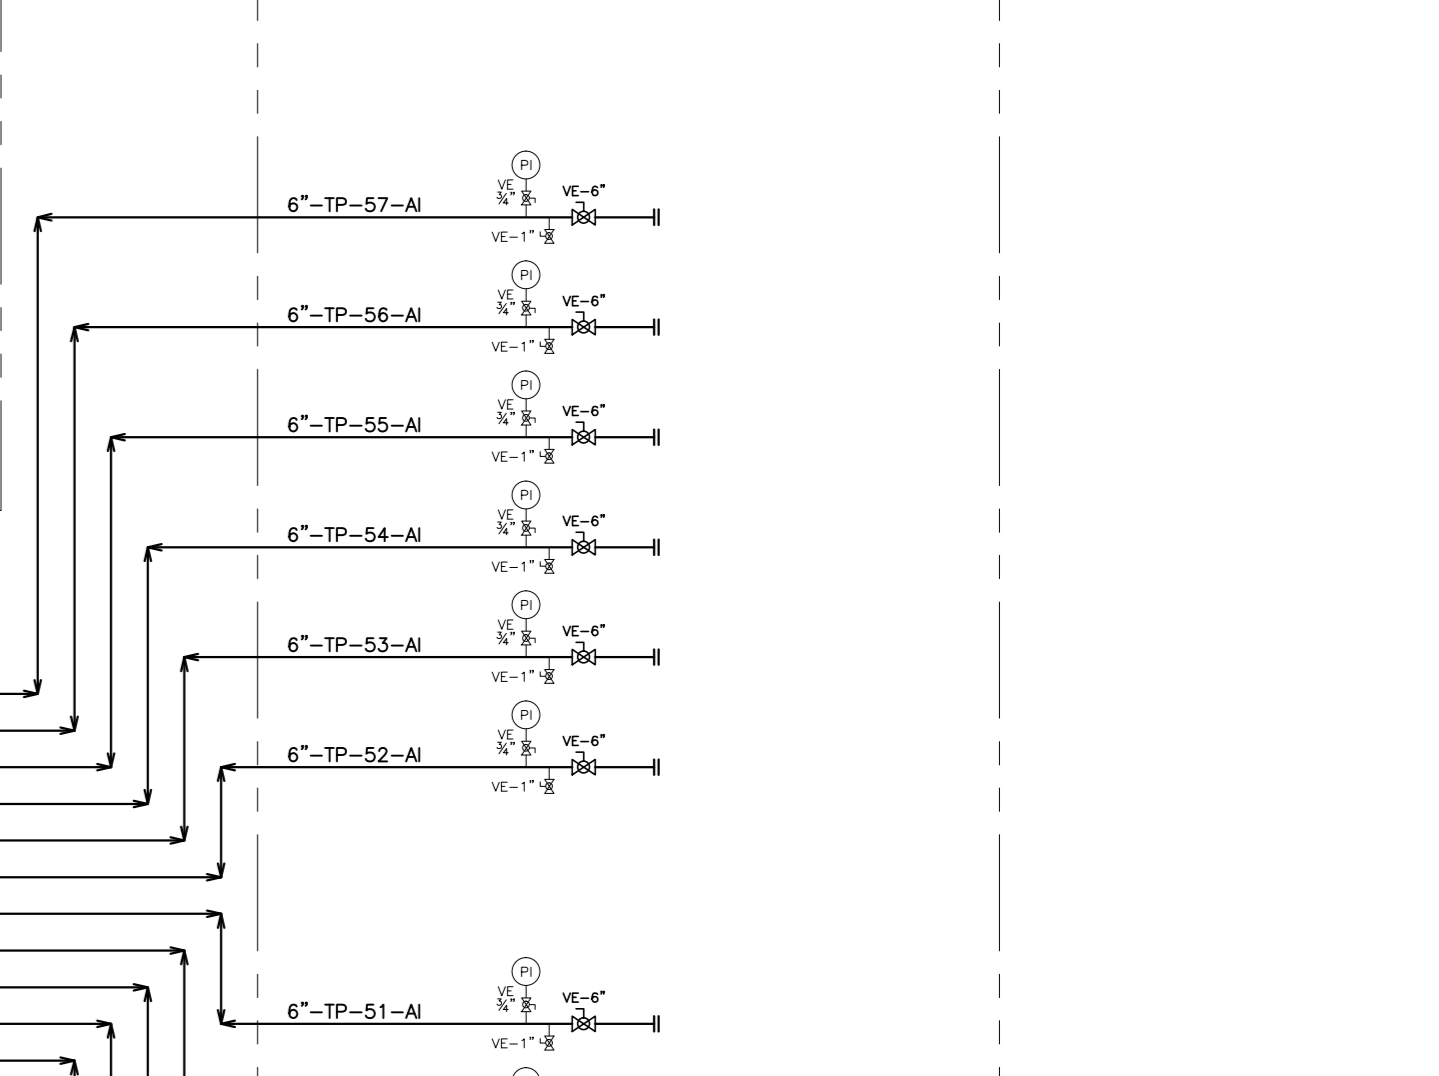 PI
VE
3/4" VE-6"
6"-TP-57-AI
VE-1"
PI
VE
3/4" VE-6"
6"-TP-56-AI
VE-1"
PI
VE
3/4" VE-6"
6"-TP-55-AI
VE-1"
PI
VE
3/4" VE-6"
6"-TP-54-AI
VE-1"
PI
VE
3/4" VE-6"
6"-TP-53-AI
VE-1"
PI
VE
3/4" VE-6"
6"-TP-52-AI
VE-1"
PI
VE
3/4" VE-6"
6"-TP-51-AI
VE-1"